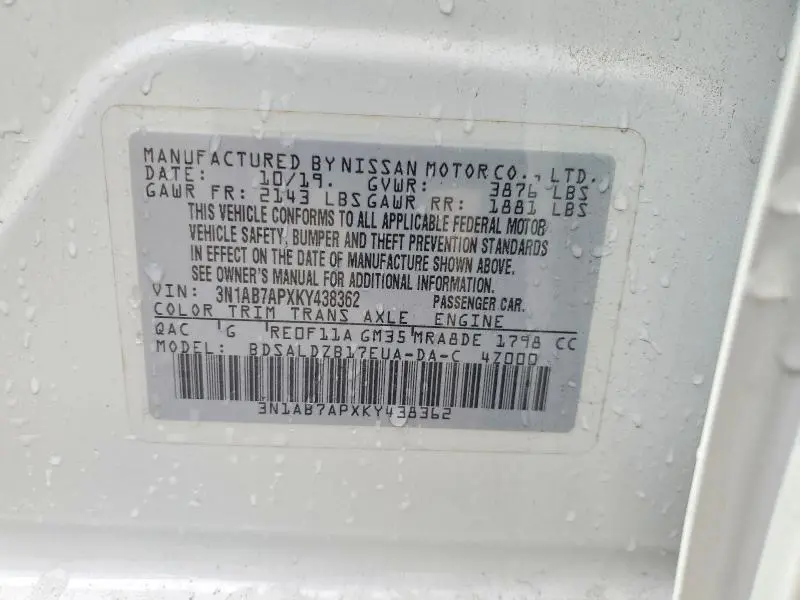 MANUFACTURED BY NISSAN MOTOR CO., LTD.
DATE: 10/19. GVWR: 3876 LBS
GAWR FR: 2143 LBS GAWR RR: 1881 LBS
THIS VEHICLE CONFORMS TO ALL APPLICABLE FEDERAL MOTOR
VEHICLE SAFETY, BUMPER AND THEFT PREVENTION STANDARDS
IN EFFECT ON THE DATE OF MANUFACTURE SHOWN ABOVE.
SEE OWNER'S MANUAL FOR ADDITIONAL INFORMATION.
VIN: 3N1AB7APXKY438362 PASSENGER CAR.
COLOR TRIM TRANS AXLE ENGINE
QAC G RE0F11A GM35 MRA8DE 1798 CC
MODEL: BDSALDZB17EUA-DA-C 4Z000
3N1AB7APXKY438362